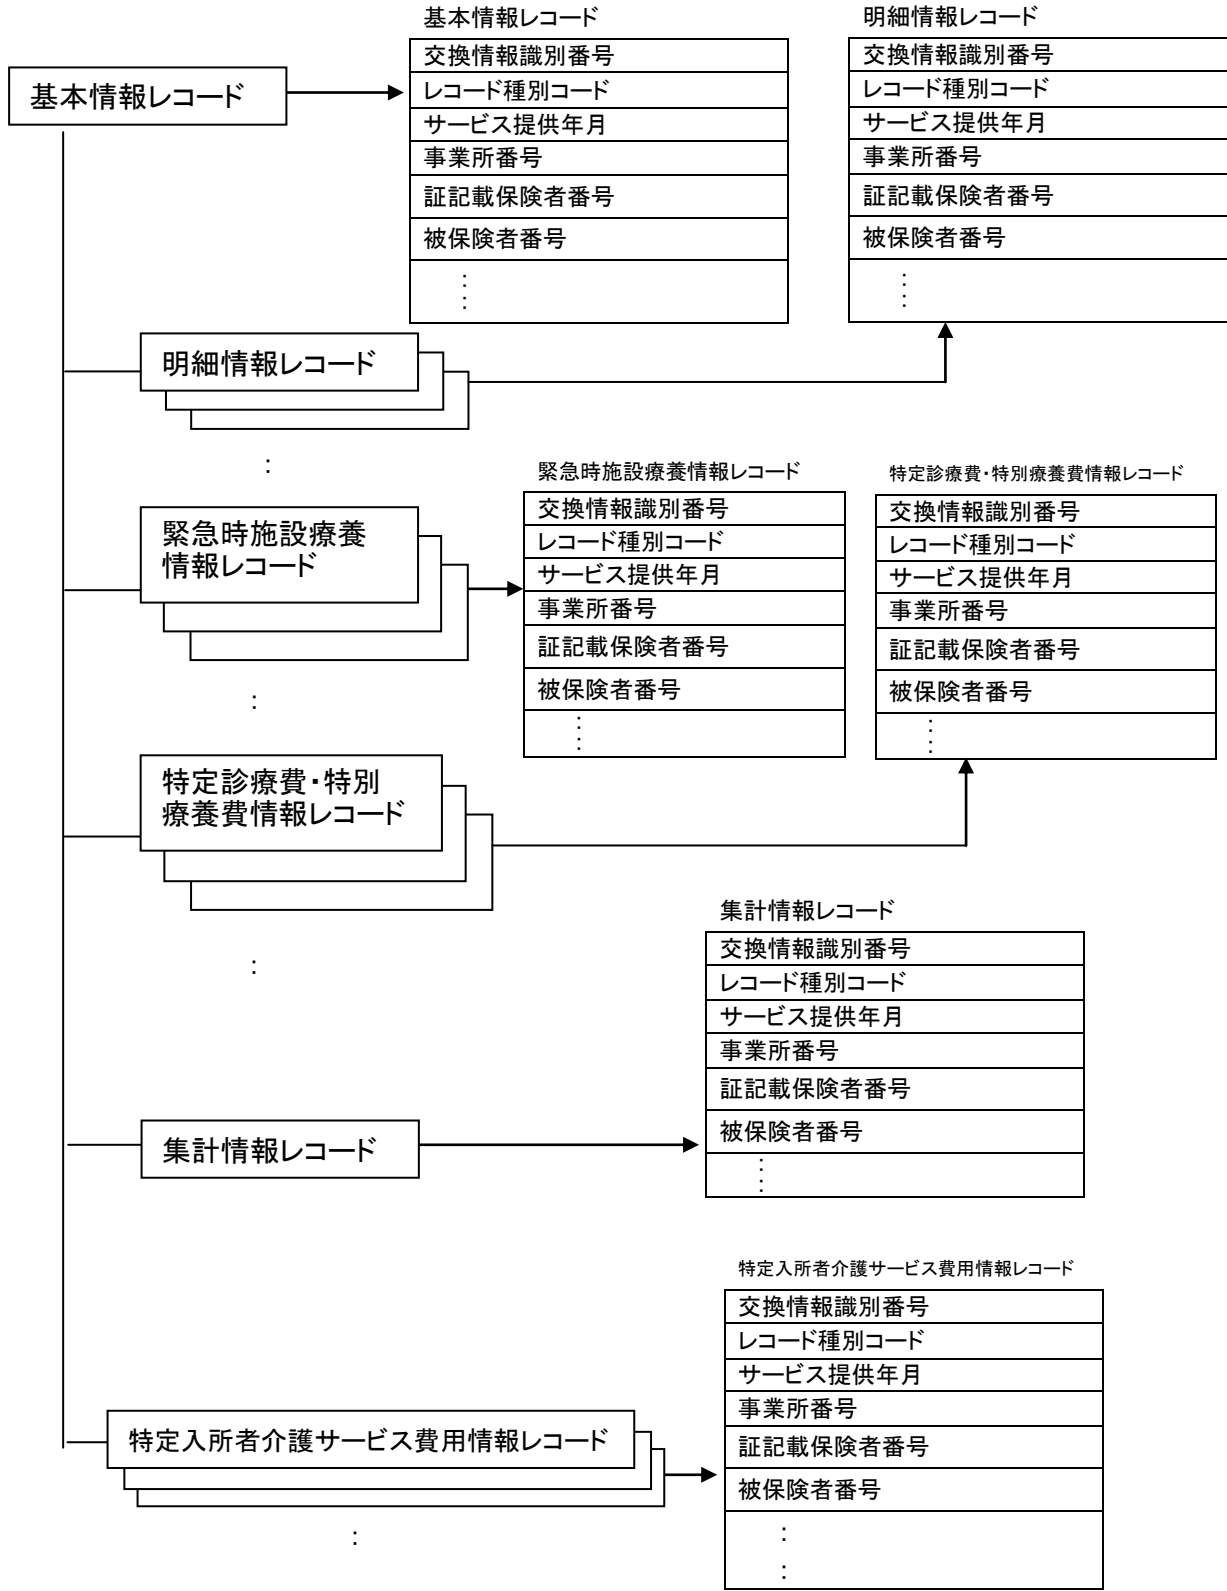 基本情報レコード
基本情報レコード
交換情報識別番号
レコード種別コード
サービス提供年月
事業所番号
証記載保険者番号
被保険者番号
:
:
明細情報レコード
交換情報識別番号
レコード種別コード
サービス提供年月
事業所番号
証記載保険者番号
被保険者番号
:
:
明細情報レコード
:
緊急時施設療養
情報レコード
:
緊急時施設療養情報レコード
交換情報識別番号
レコード種別コード
サービス提供年月
事業所番号
証記載保険者番号
被保険者番号
:
:
特定診療費・特別療養費情報レコード
交換情報識別番号
レコード種別コード
サービス提供年月
事業所番号
証記載保険者番号
被保険者番号
:
:
特定診療費・特別
療養費情報レコード
:
集計情報レコード
集計情報レコード
交換情報識別番号
レコード種別コード
サービス提供年月
事業所番号
証記載保険者番号
被保険者番号
:
:
特定入所者介護サービス費用情報レコード
:
特定入所者介護サービス費用情報レコード
交換情報識別番号
レコード種別コード
サービス提供年月
事業所番号
証記載保険者番号
被保険者番号
:
: